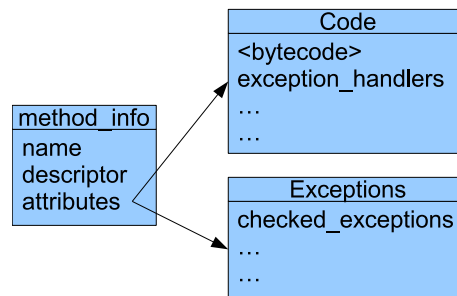 method_info
name
descriptor
attributes
Code
<bytecode>
exception_handlers
…
…
Exceptions
checked_exceptions
…
…